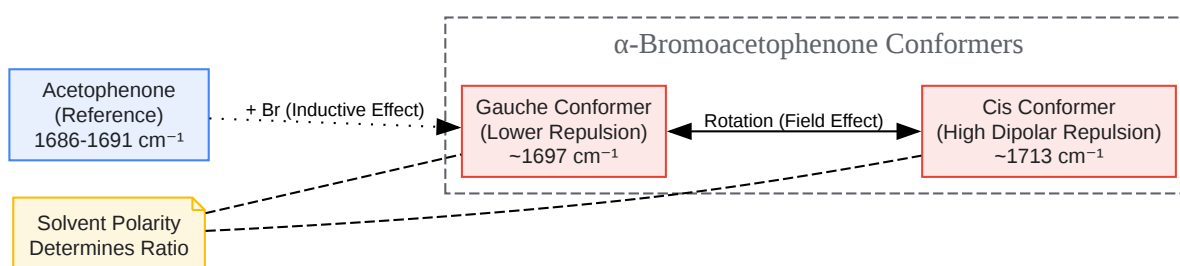 α-Bromoacetophenone Conformers
Acetophenone
(Reference)
1686-1691 cm⁻¹
+ Br (Inductive Effect)
Gauche Conformer
(Lower Repulsion)
~1697 cm⁻¹
Rotation (Field Effect)
Cis Conformer
(High Dipolar Repulsion)
~1713 cm⁻¹
Solvent Polarity
Determines Ratio